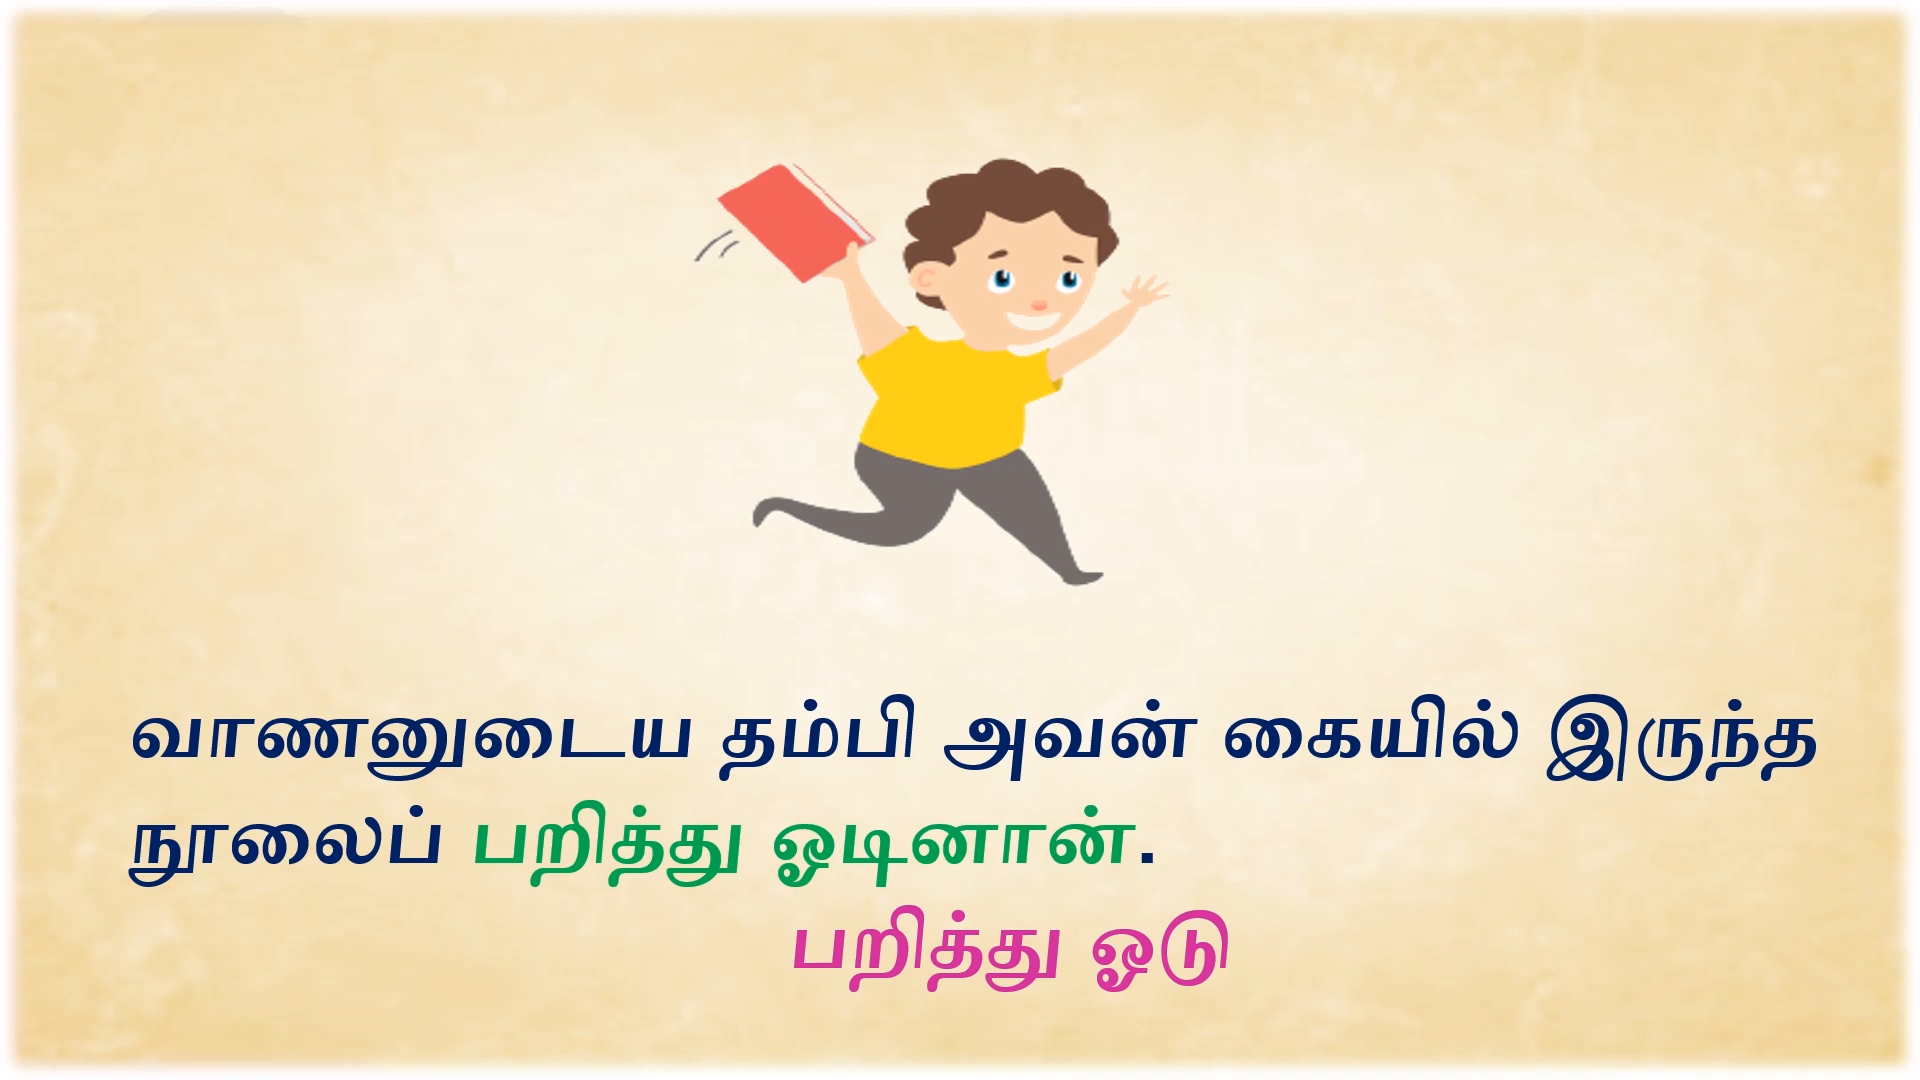 வாணனுடைய தம்பி அவன் கையில் இருந்த
நூலைப் பறித்து ஓடினான்.
பறித்து ஓடு